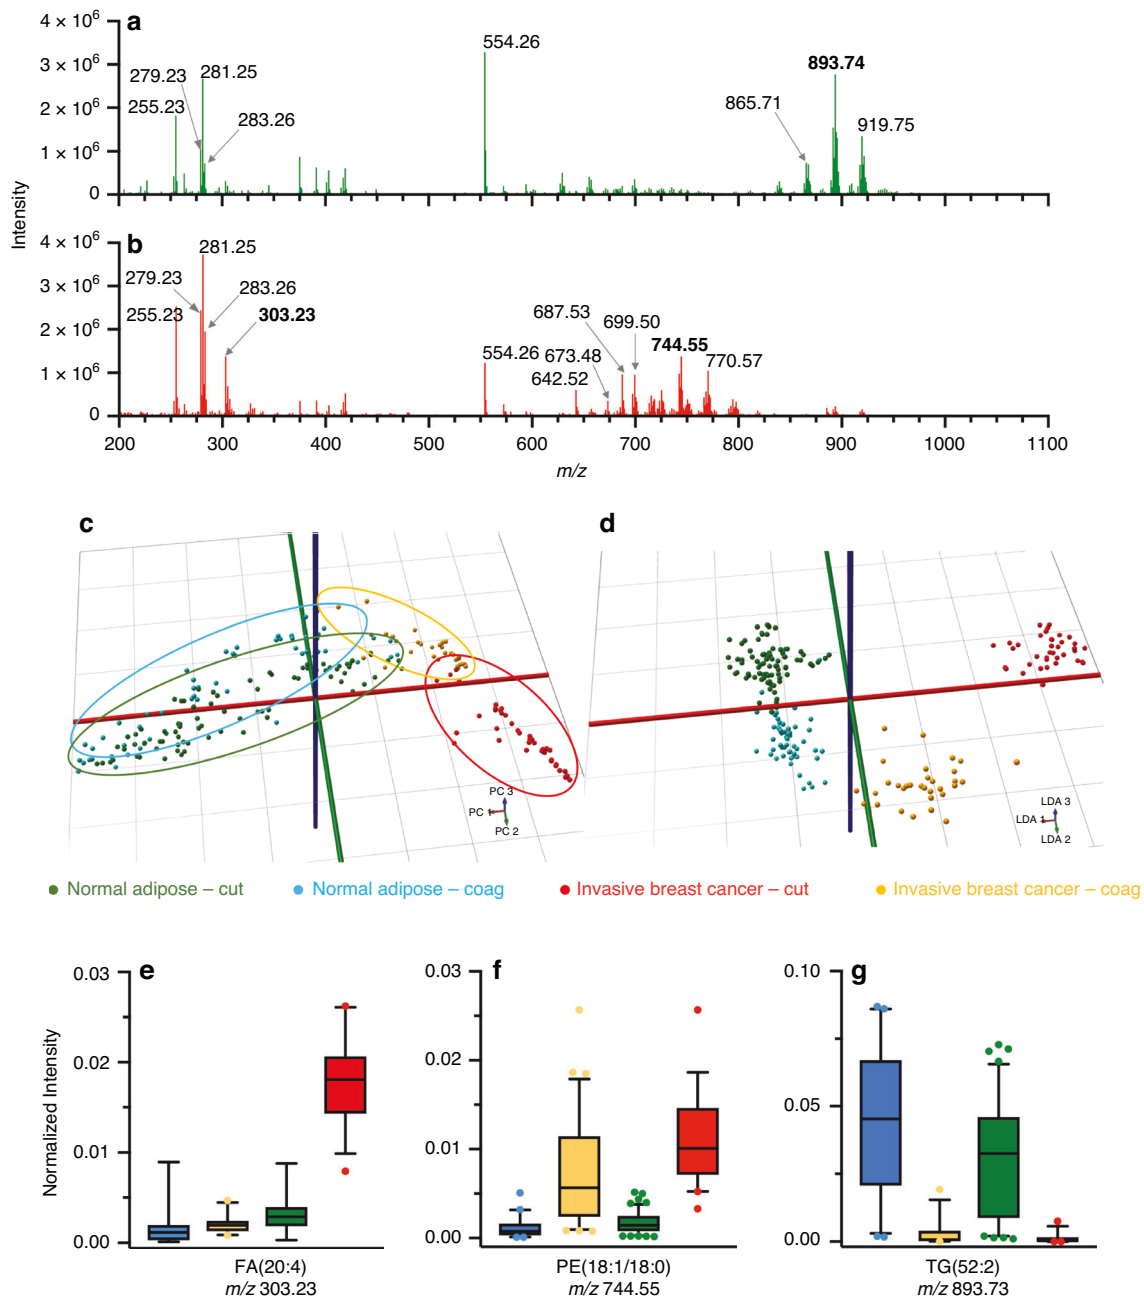 a
4 × 10⁶
3 × 10⁶
2 × 10⁶
1 × 10⁶
0
279.23
281.25
255.23
283.26
554.26
893.74
865.71
919.75
Intensity
b
4 × 10⁶
3 × 10⁶
2 × 10⁶
1 × 10⁶
0
281.25
279.23
283.26
255.23
303.23
554.26
642.52
673.48
687.53
699.50
744.55
770.57
200 300 400 500 600 700 800 900 1000 1100
m/z
c
PC 3
PC 1
PC 2
d
LDA 3
LDA 1
LDA 2
Normal adipose – cut
Normal adipose – coag
Invasive breast cancer – cut
Invasive breast cancer – coag
Normalized Intensity
e
0.03
0.02
0.01
0.00
FA(20:4)
m/z 303.23
f
0.03
0.02
0.01
0.00
PE(18:1/18:0)
m/z 744.55
g
0.10
0.05
0.00
TG(52:2)
m/z 893.73